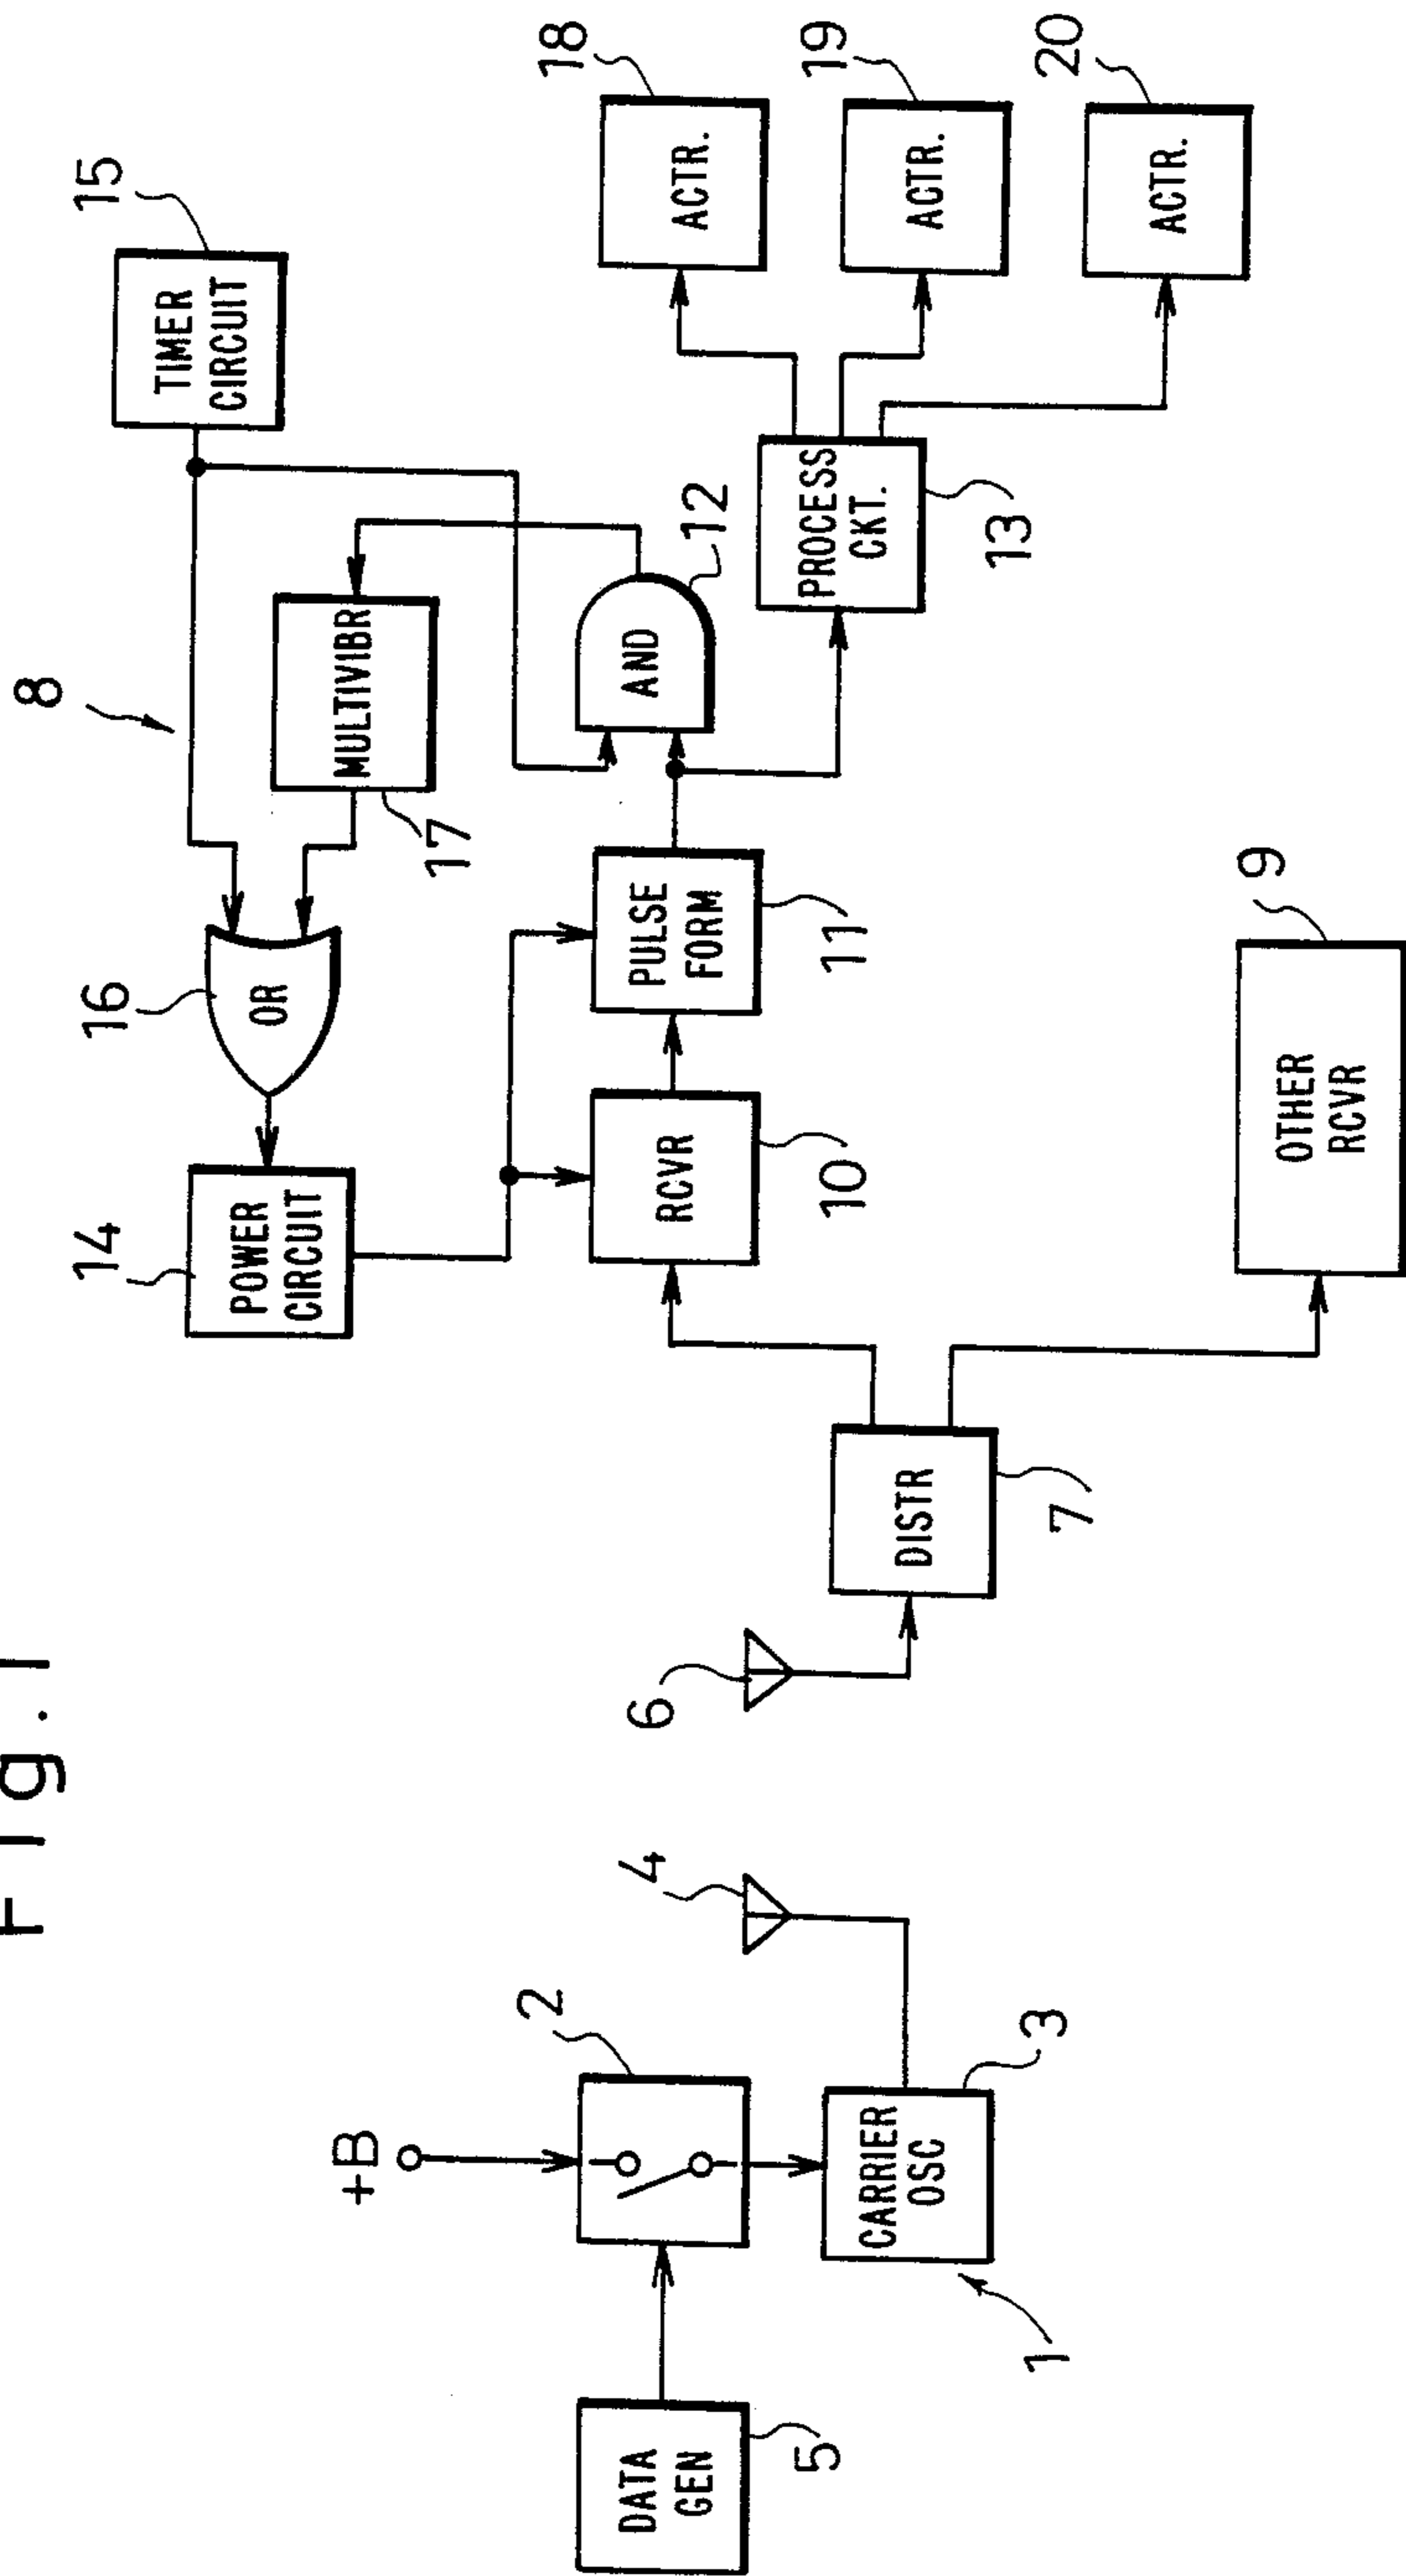 Fig. 1
8
15
TIMER
CIRCUIT
16
OR
14
POWER
CIRCUIT
MULTIVIBR
17
12
AND
PULSE
FORM
11
RCVR
10
PROCESS
CKT.
13
18
ACTR.
19
ACTR.
20
ACTR.
9
OTHER
RCVR
DISTR
7
6
4
+B
2
CARRIER
OSC
3
1
DATA
GEN
5